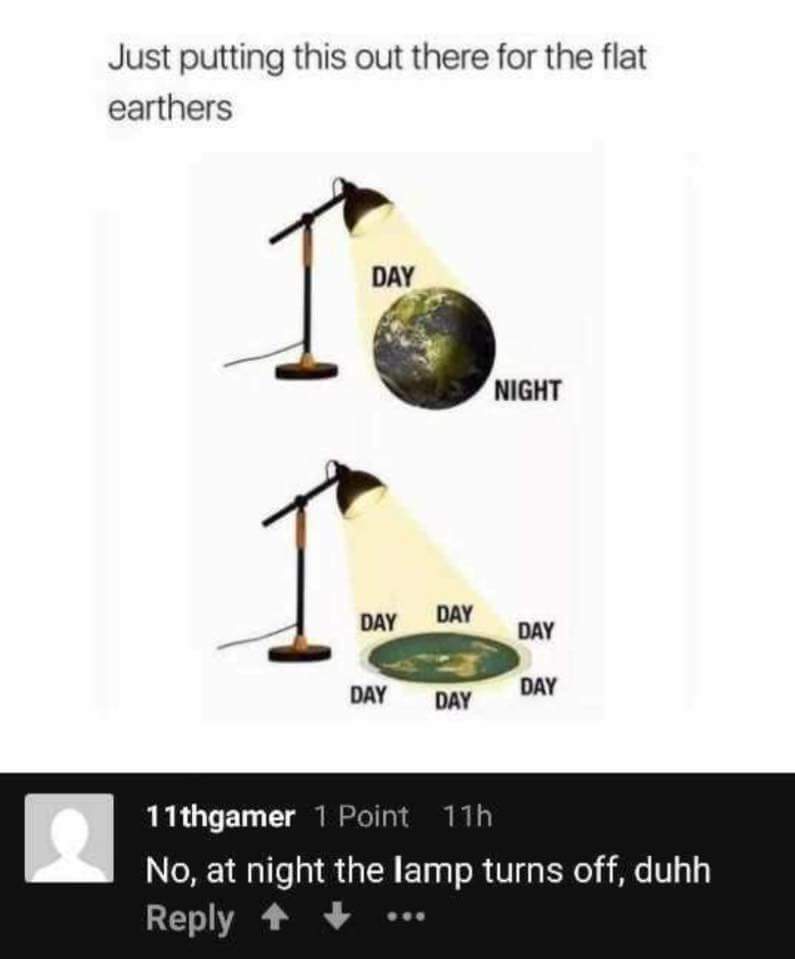 Just putting this out there for the flat
earthers
DAY
NIGHT
DAY DAY DAY
DAY DAY DAY
11thgamer 1 Point 11h
No, at night the lamp turns off, duhh
Reply